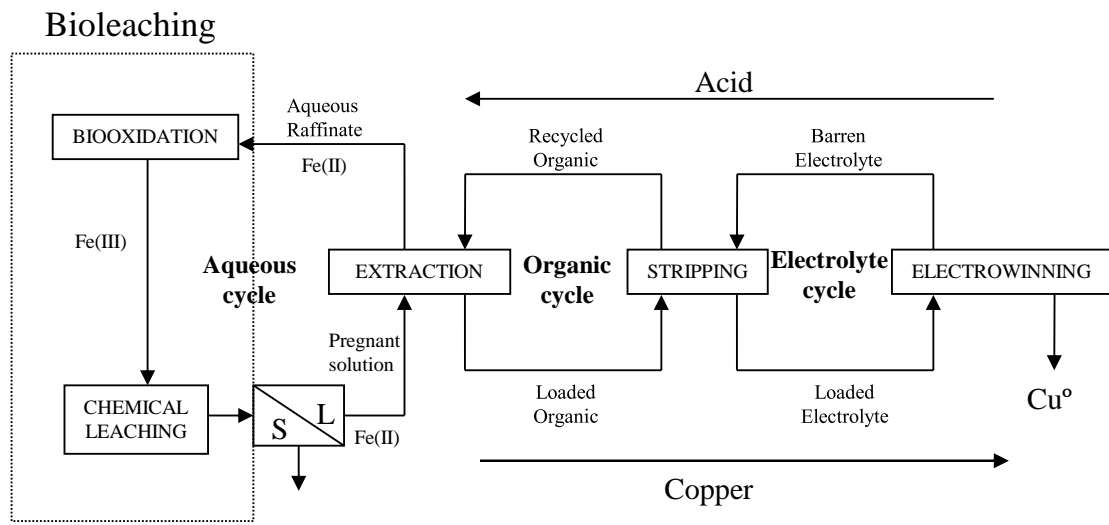 Bioleaching
Acid
Aqueous
Raffinate
Fe(II)
Recycled
Organic
Barren
Electrolyte
BIOOXIDATION
Fe(III)
Aqueous
cycle
EXTRACTION
Organic
cycle
STRIPPING
Electrolyte
cycle
ELECTROWINNING
Pregnant
solution
CHEMICAL
LEACHING
S
L
Fe(II)
Loaded
Organic
Loaded
Electrolyte
Cuº
Copper